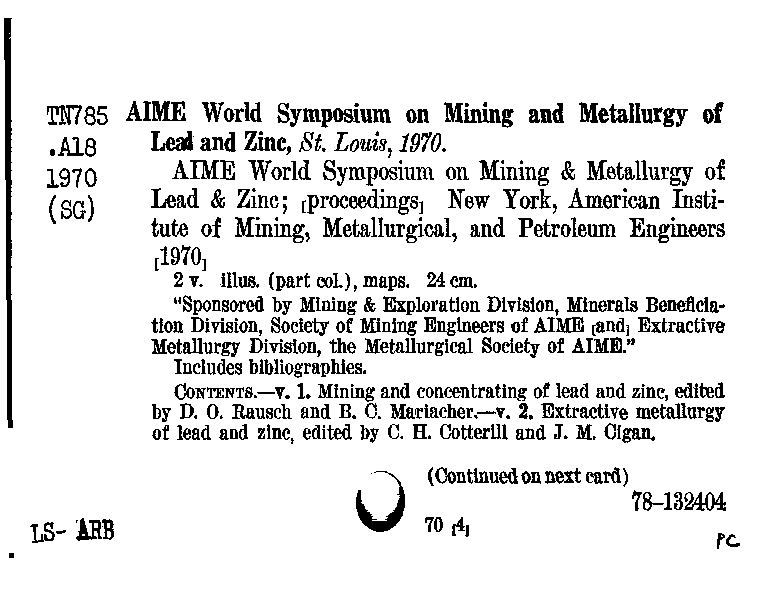 TN785 AIME World Symposium on Mining and Metallurgy of
.A18 Lead and Zinc, St. Louis, 1970.
1970 AIME World Symposium on Mining & Metallurgy of
(SG) Lead & Zinc; [proceedings] New York, American Insti-
tute of Mining, Metallurgical, and Petroleum Engineers
[1970]
2 v. illus. (part col.), maps. 24 cm.
"Sponsored by Mining & Exploration Division, Minerals Beneficia-
tion Division, Society of Mining Engineers of AIME [and] Extractive
Metallurgy Division, the Metallurgical Society of AIME."
Includes bibliographies.
CONTENTS.—v. 1. Mining and concentrating of lead and zinc, edited
by D. O. Rausch and B. C. Mariacher.—v. 2. Extractive metallurgy
of lead and zinc, edited by C. H. Cotterill and J. M. Cigan.
(Continued on next card)
78–132404
LS- ARB 70 [4]
PC